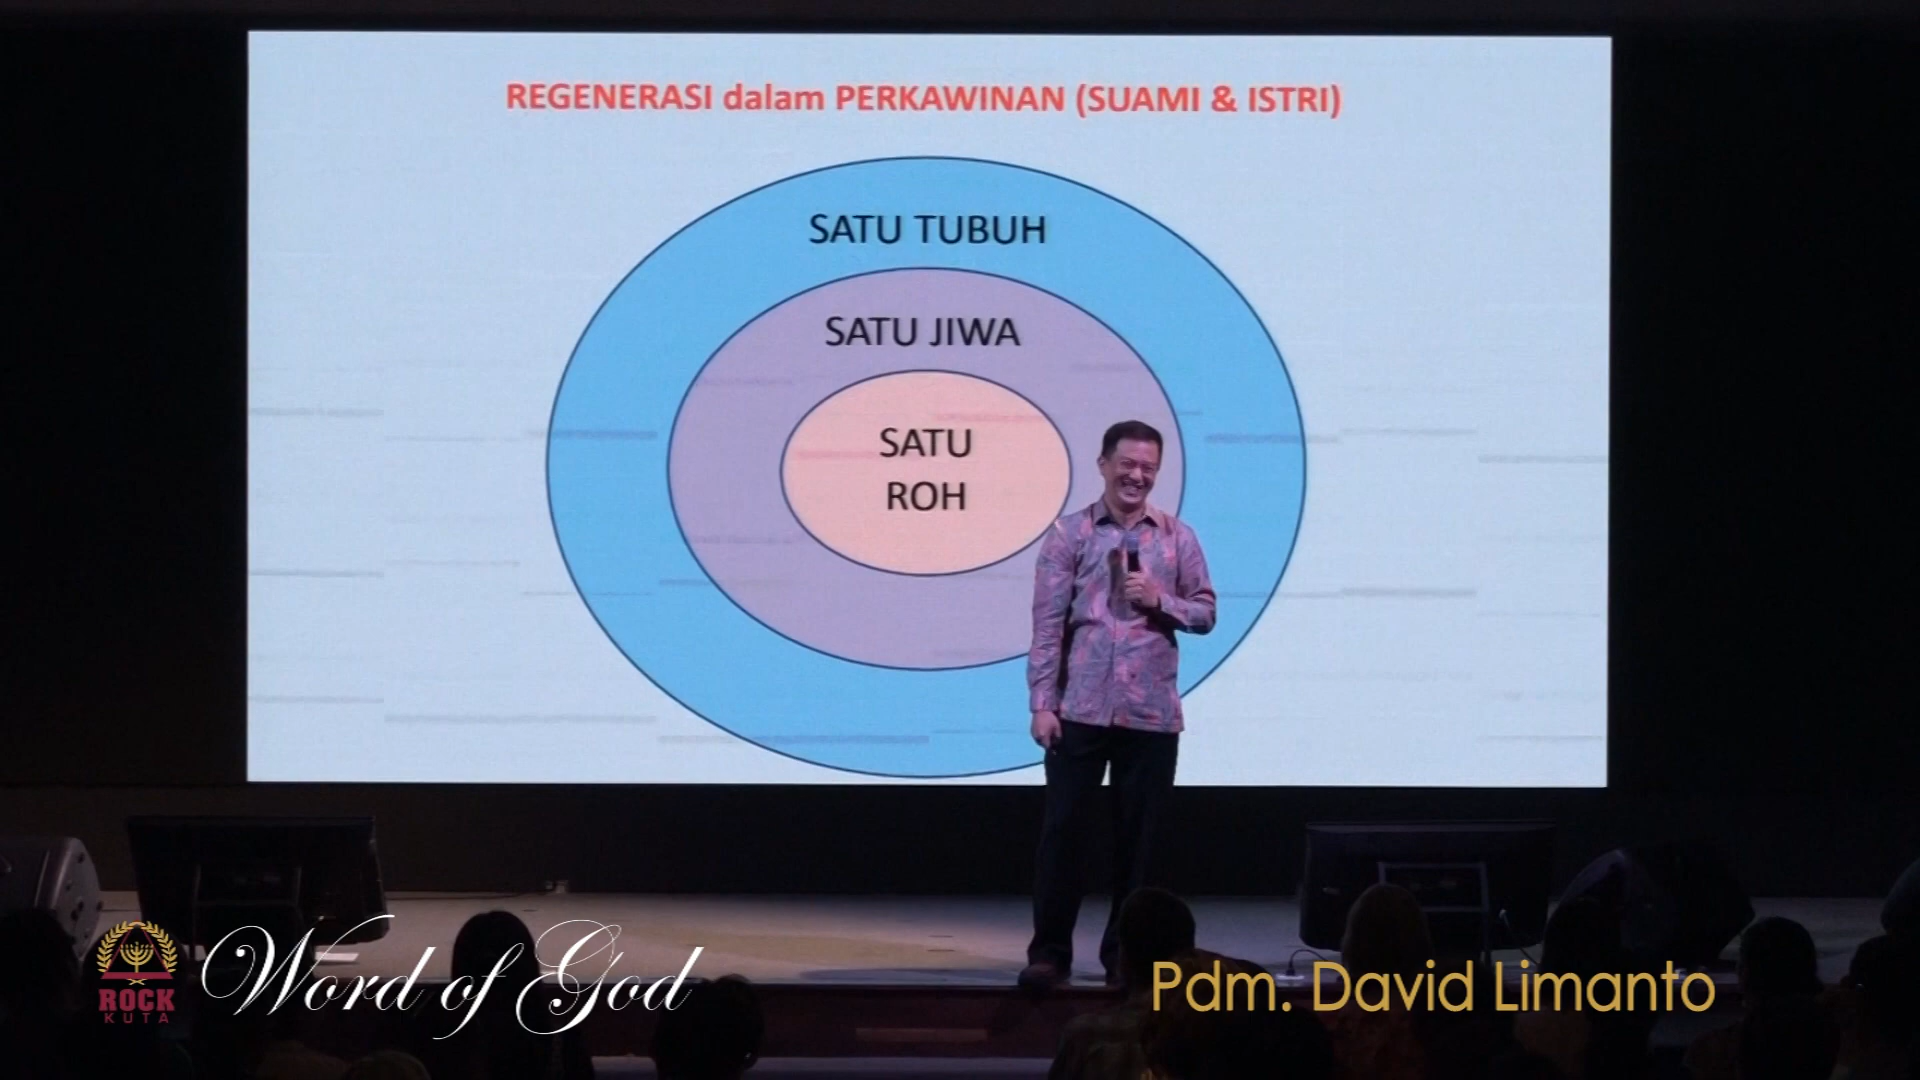 REGENERASI dalam PERKAWINAN (SUAMI & ISTRI)
SATU TUBUH
SATU JIWA
SATU
ROH
ROCK
KUTA
Word of God
Pdm. David Limanto